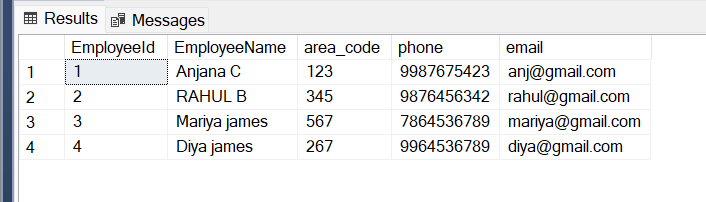 Results Messages
EmployeeId EmployeeName area_code phone email
1 1 Anjana C 123 9987675423 anj@gmail.com
2 2 RAHUL B 345 9876456342 rahul@gmail.com
3 3 Mariya james 567 7864536789 mariya@gmail.com
4 4 Diya james 267 9964536789 diya@gmail.com